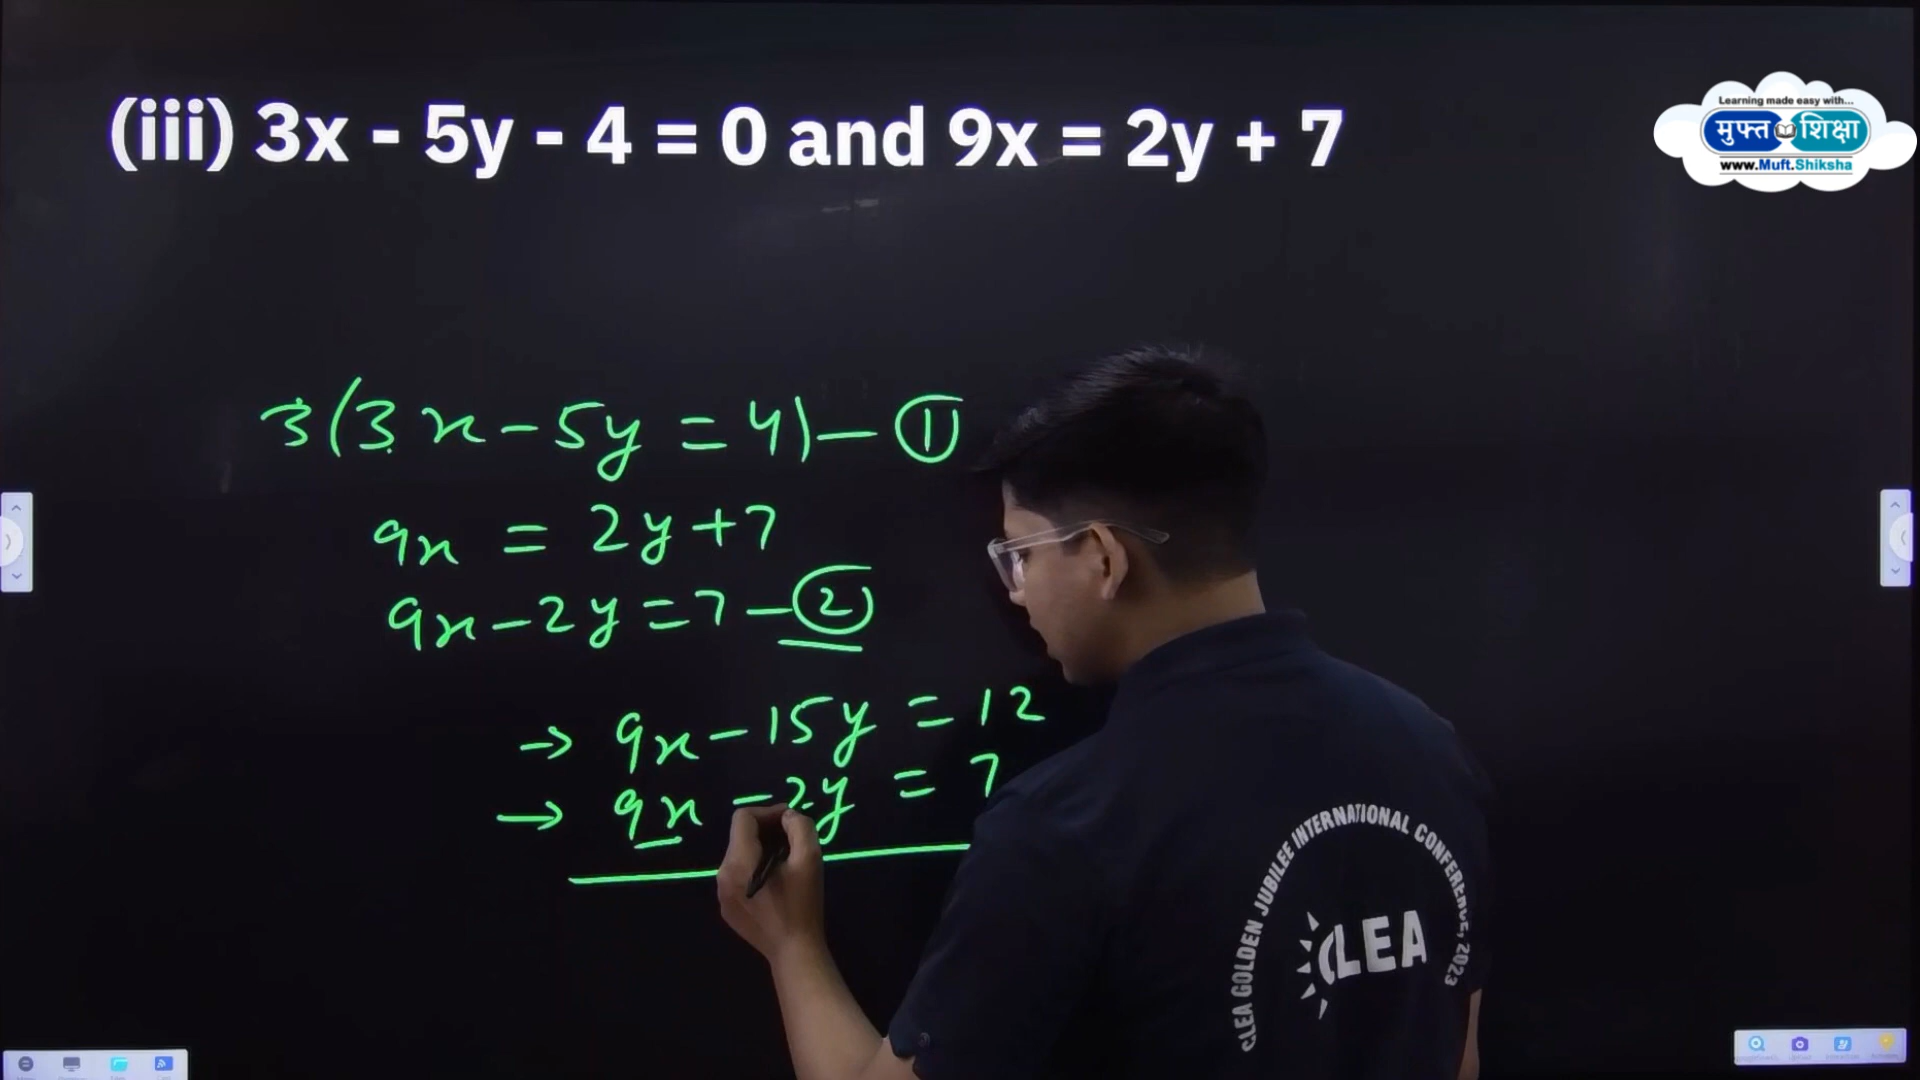 (iii) 3x - 5y - 4 = 0 and 9x = 2y + 7
Learning made easy with...
मुफ्त शिक्षा
www.Muft.Shiksha
3(3x - 5y = 4) - ①
9x = 2y + 7
9x - 2y = 7 - ②
→ 9x - 15y = 12
→ 9x - 2y = 7
CLEA GOLDEN JUBILEE INTERNATIONAL CONFERENCE, 2023
CLEA